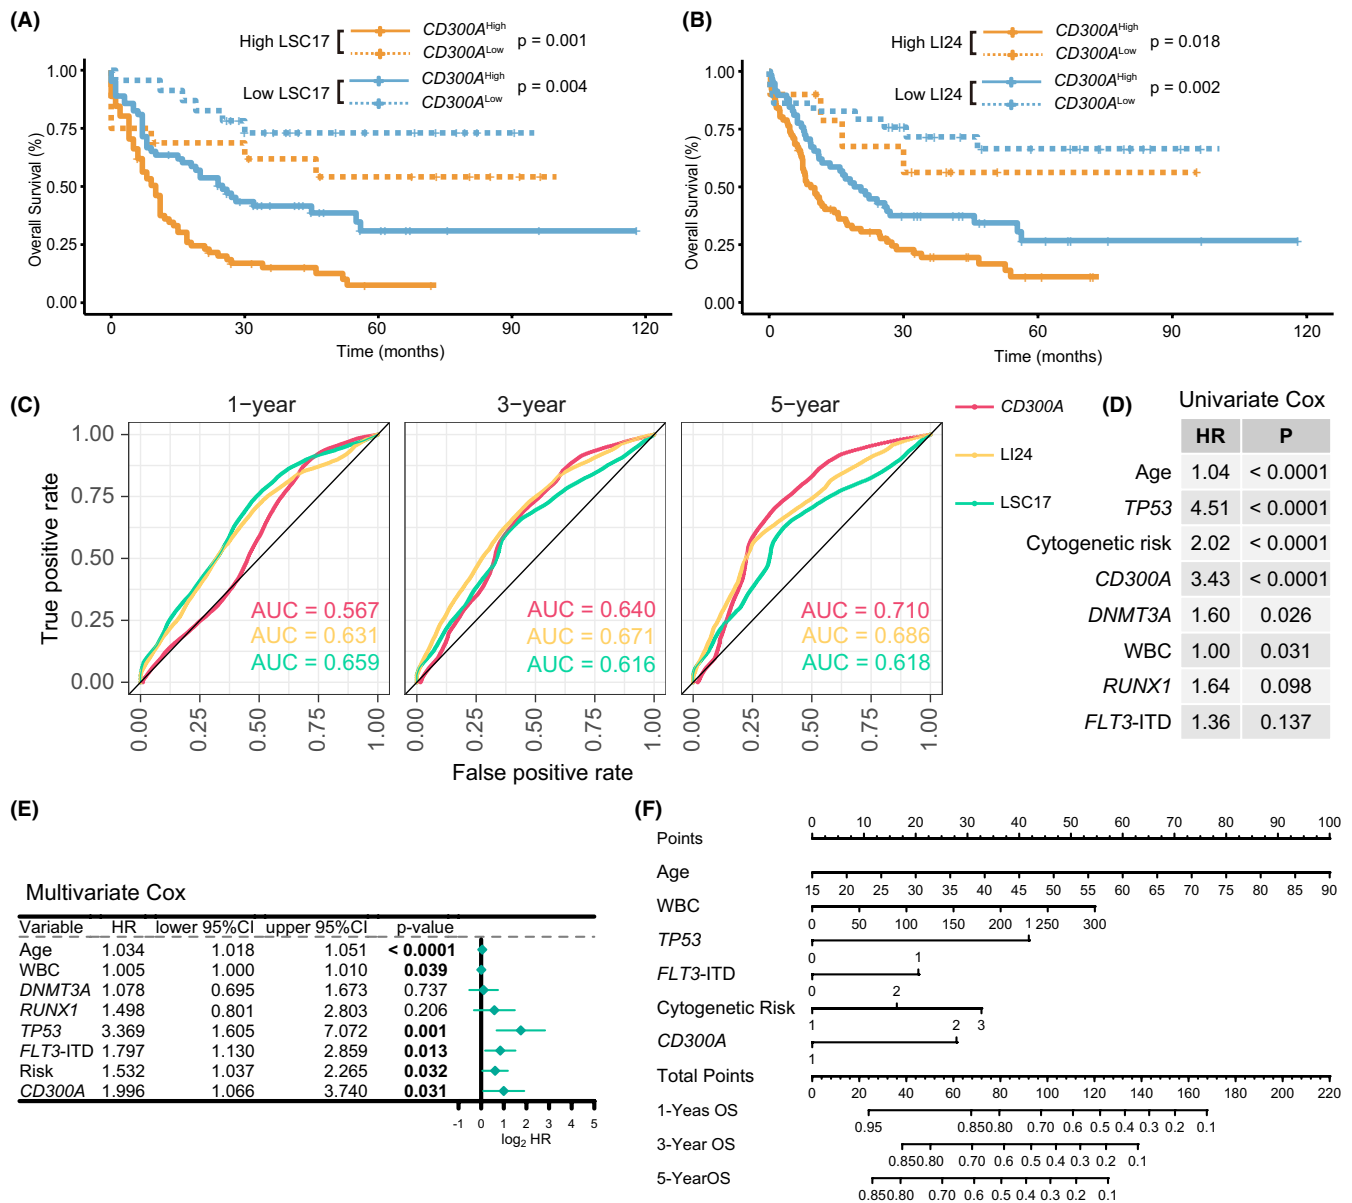 (A)
High LSC17
CD300AHigh
CD300ALow
p = 0.001
Low LSC17
CD300AHigh
CD300ALow
p = 0.004
Overall Survival (%)
1.00
0.75
0.50
0.25
0.00
0 30 60 90 120
Time (months)
(B)
High LI24
CD300AHigh
CD300ALow
p = 0.018
Low LI24
CD300AHigh
CD300ALow
p = 0.002
Overall Survival (%)
1.00
0.75
0.50
0.25
0.00
0 30 60 90 120
Time (months)
(C)
1−year 3−year 5−year
CD300A
LI24
LSC17
True positive rate
1.00
0.75
0.50
0.25
0.00
AUC = 0.567
AUC = 0.631
AUC = 0.659
AUC = 0.640
AUC = 0.671
AUC = 0.616
AUC = 0.710
AUC = 0.686
AUC = 0.618
0.00 0.25 0.50 0.75 1.00
0.00 0.25 0.50 0.75 1.00
0.00 0.25 0.50 0.75 1.00
False positive rate
(D)
Univariate Cox
HR P
Age 1.04 < 0.0001
TP53 4.51 < 0.0001
Cytogenetic risk 2.02 < 0.0001
CD300A 3.43 < 0.0001
DNMT3A 1.60 0.026
WBC 1.00 0.031
RUNX1 1.64 0.098
FLT3-ITD 1.36 0.137
(E)
Multivariate Cox
Variable HR lower 95%CI upper 95%CI p-value
Age 1.034 1.018 1.051 < 0.0001
WBC 1.005 1.000 1.010 0.039
DNMT3A 1.078 0.695 1.673 0.737
RUNX1 1.498 0.801 2.803 0.206
TP53 3.369 1.605 7.072 0.001
FLT3-ITD 1.797 1.130 2.859 0.013
Risk 1.532 1.037 2.265 0.032
CD300A 1.996 1.066 3.740 0.031
-1 0 1 2 3 4 5
log2 HR
(F)
0 10 20 30 40 50 60 70 80 90 100
Points
Age
15 20 25 30 35 40 45 50 55 60 65 70 75 80 85 90
WBC
0 50 100 150 200 250 300
TP53
1
0
FLT3-ITD
1
0
2
Cytogenetic Risk
1 3
CD300A
2
1
Total Points
0 20 40 60 80 100 120 140 160 180 200 220
1-Yeas OS
0.95 0.85 0.80 0.70 0.6 0.5 0.4 0.3 0.2 0.1
3-Year OS
0.85 0.80 0.70 0.6 0.5 0.4 0.3 0.2 0.1
5-YearOS
0.85 0.80 0.70 0.6 0.5 0.4 0.3 0.2 0.1